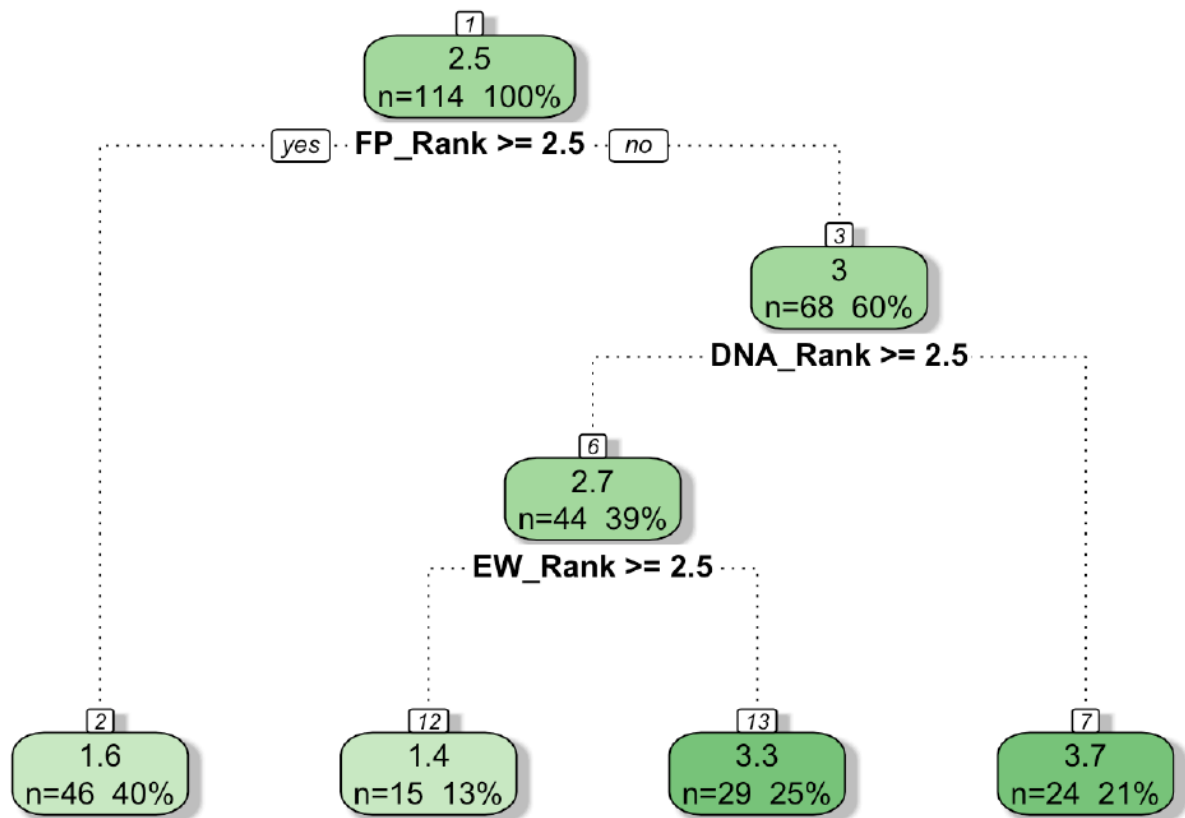 1
2.5
n=114 100%
yes FP_Rank >= 2.5 no
3
3
n=68 60%
DNA_Rank >= 2.5
6
2.7
n=44 39%
EW_Rank >= 2.5
2
1.6
n=46 40%
12
1.4
n=15 13%
13
3.3
n=29 25%
7
3.7
n=24 21%